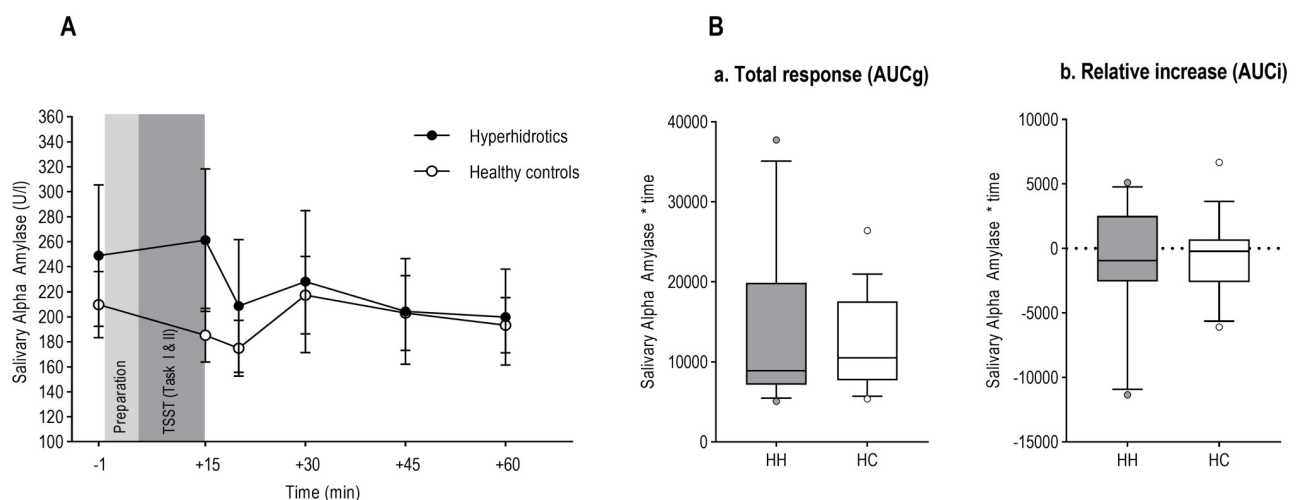 A
Salivary Alpha Amylase (U/l)
360
340
320
300
280
260
240
220
200
180
160
140
120
100
Preparation
TSST (Task I & II)
Hyperhidrotics
Healthy controls
-1
+15
+30
+45
+60
Time (min)
B
a. Total response (AUCg)
Salivary Alpha Amylase * time
40000
30000
20000
10000
0
HH
HC
b. Relative increase (AUCi)
Salivary Alpha Amylase * time
10000
5000
0
-5000
-10000
-15000
HH
HC